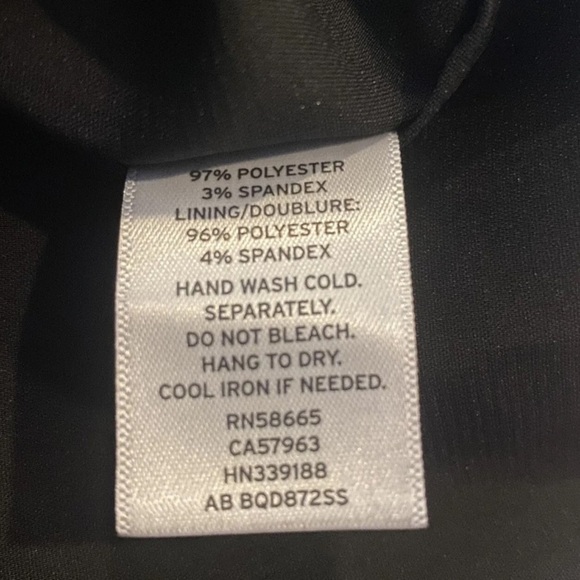 97% POLYESTER
3% SPANDEX
LINING/DOUBLURE:
96% POLYESTER
4% SPANDEX
HAND WASH COLD.
SEPARATELY.
DO NOT BLEACH.
HANG TO DRY.
COOL IRON IF NEEDED.
RN58665
CA57963
HN339188
AB BQD872SS